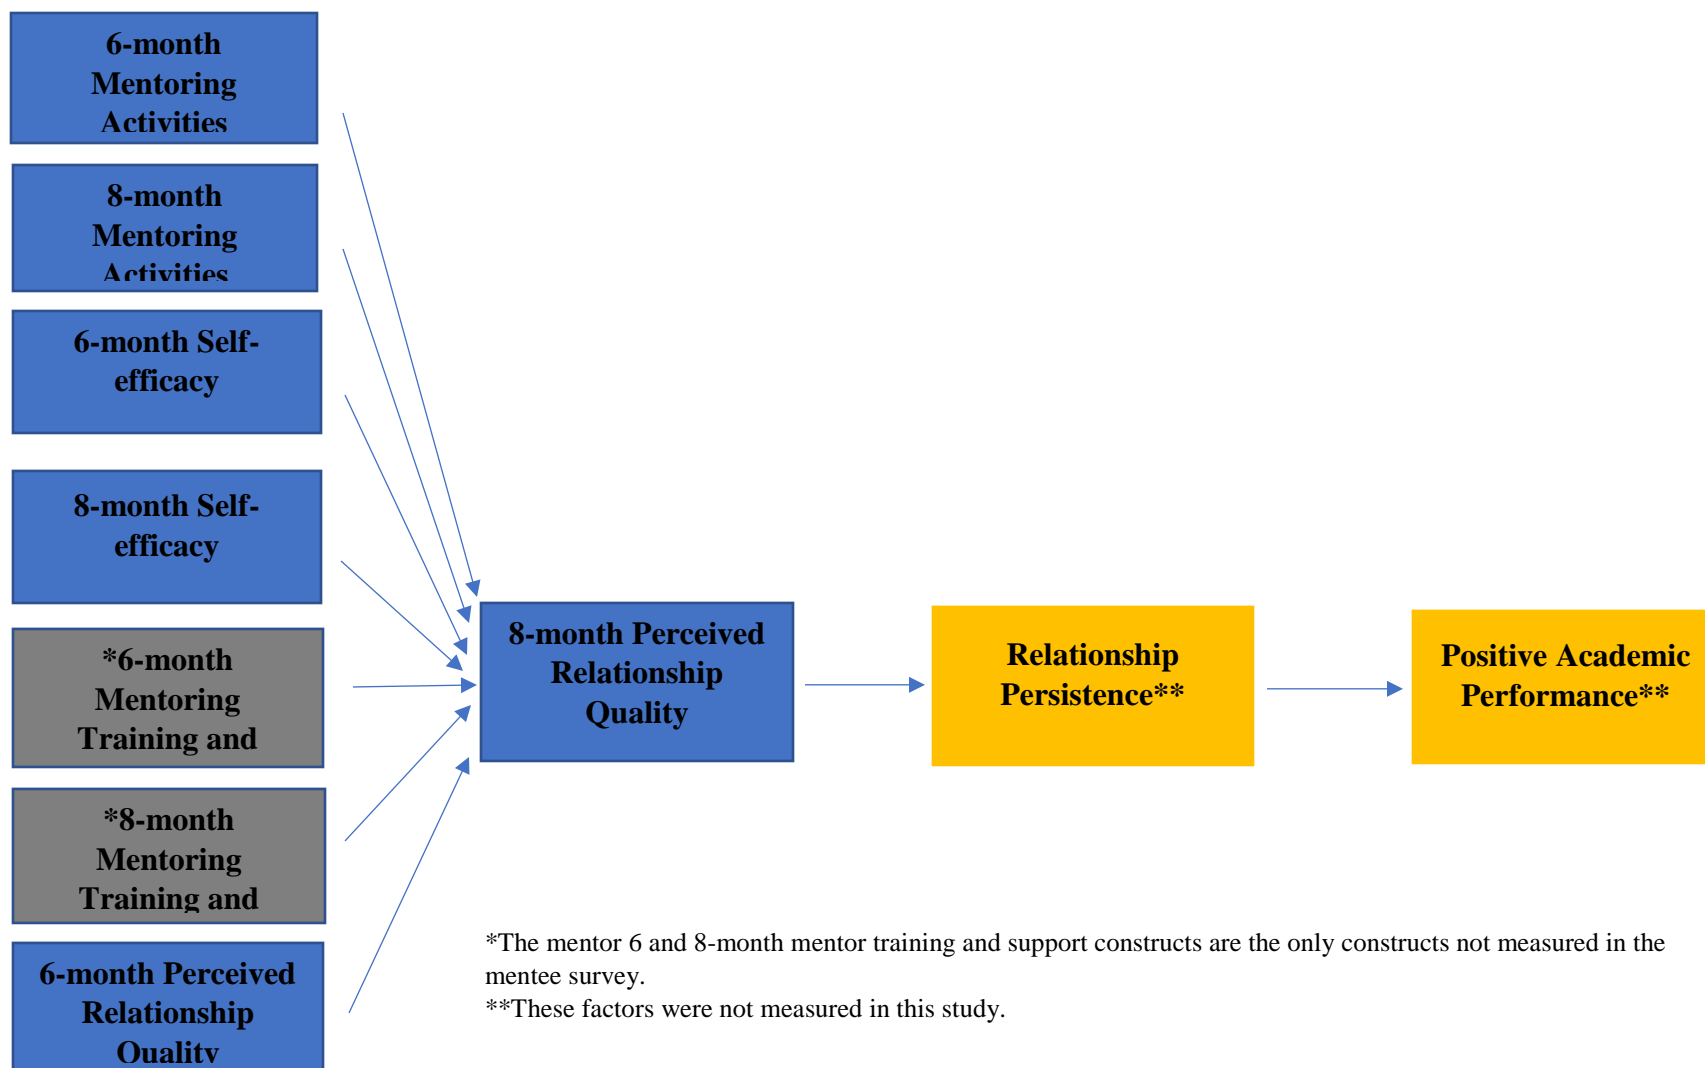 6-month
Mentoring
Activities
8-month
Mentoring
Activities
6-month Self-
efficacy
8-month Self-
efficacy
*6-month
Mentoring
Training and
*8-month
Mentoring
Training and
6-month Perceived
Relationship
Quality
8-month Perceived
Relationship
Quality
Relationship
Persistence**
Positive Academic
Performance**
*The mentor 6 and 8-month mentor training and support constructs are the only constructs not measured in the
mentee survey.
**These factors were not measured in this study.